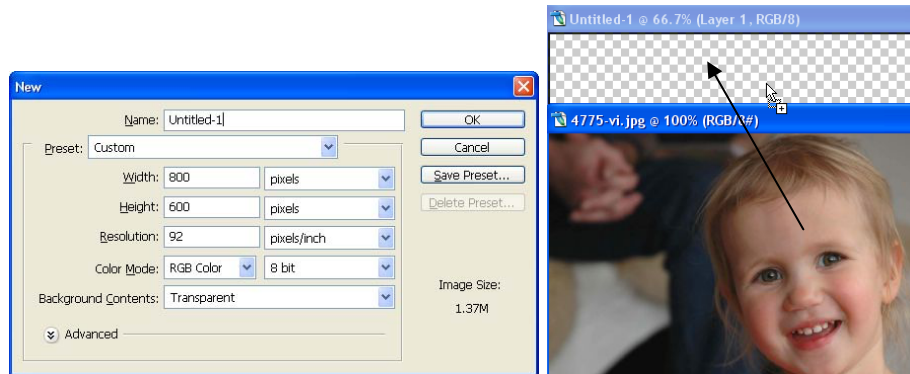 New
Name: Untitled-1
Preset: Custom
Width: 800 pixels
Height: 600 pixels
Resolution: 92 pixels/inch
Color Mode: RGB Color 8 bit
Background Contents: Transparent
Advanced
OK
Cancel
Save Preset...
Delete Preset...
Image Size:
1.37M
Untitled-1 @ 66.7% (Layer 1, RGB/8)
4775-vi.jpg @ 100% (RGB/8#)